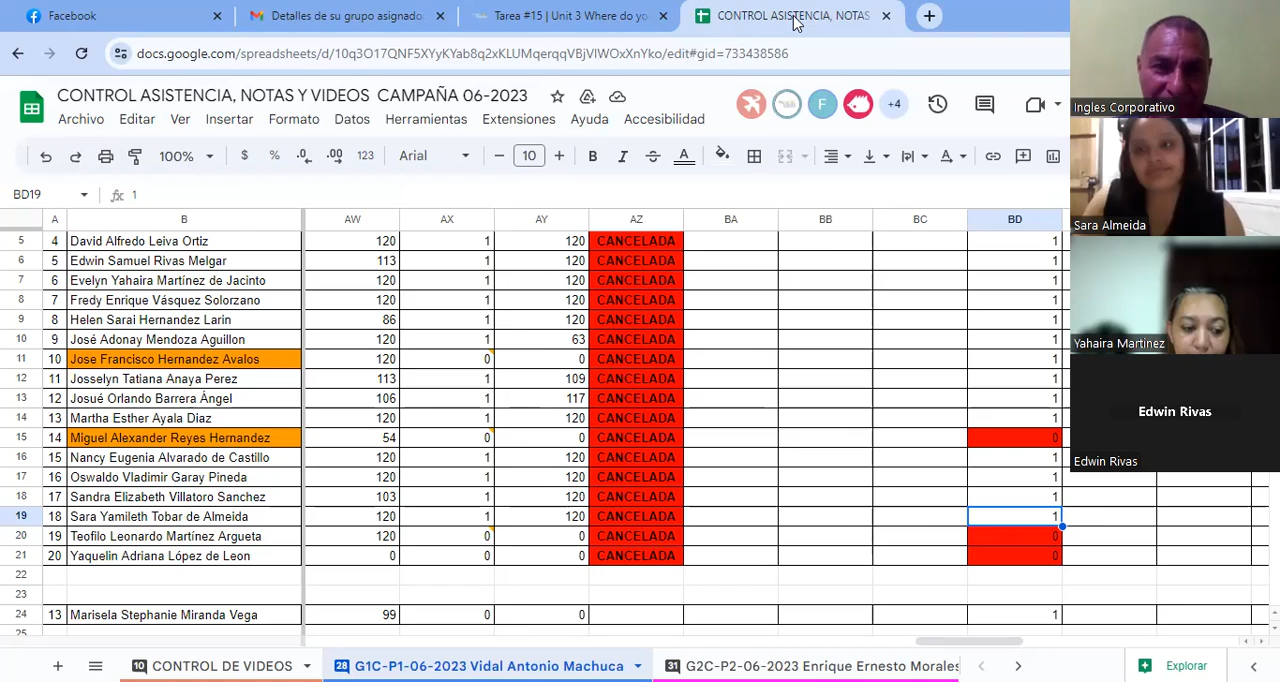 Facebook
Detalles de su grupo asignado
Tarea #15 | Unit 3 Where do yo
CONTROL ASISTENCIA, NOTAS
docs.google.com/spreadsheets/d/10q3O17QNF5XYyKYab8q2xKLUMqerqqVBjVIWOxXnYko/edit#gid=733438586
CONTROL ASISTENCIA, NOTAS Y VIDEOS CAMPAÑA 06-2023
Archivo Editar Ver Insertar Formato Datos Herramientas Extensiones Ayuda Accesibilidad
F +4
100% $ % .0 .00 123 Arial − 10 + B I A
BD19 fx 1
A B AW AX AY AZ BA BB BC BD
5 4 David Alfredo Leiva Ortiz 120 1 120 CANCELADA 1
6 5 Edwin Samuel Rivas Melgar 113 1 120 CANCELADA 1
7 6 Evelyn Yahaira Martínez de Jacinto 120 1 120 CANCELADA 1
8 7 Fredy Enrique Vásquez Solorzano 120 1 120 CANCELADA 1
9 8 Helen Sarai Hernandez Larin 86 1 120 CANCELADA 1
10 9 José Adonay Mendoza Aguillon 120 1 63 CANCELADA 1
11 10 Jose Francisco Hernandez Avalos 120 0 0 CANCELADA 1
12 11 Josselyn Tatiana Anaya Perez 113 1 109 CANCELADA 1
13 12 Josué Orlando Barrera Ángel 106 1 117 CANCELADA 1
14 13 Martha Esther Ayala Diaz 120 1 120 CANCELADA 1
15 14 Miguel Alexander Reyes Hernandez 54 0 0 CANCELADA 0
16 15 Nancy Eugenia Alvarado de Castillo 120 1 120 CANCELADA 1
17 16 Oswaldo Vladimir Garay Pineda 120 1 120 CANCELADA 1
18 17 Sandra Elizabeth Villatoro Sanchez 103 1 120 CANCELADA 1
19 18 Sara Yamileth Tobar de Almeida 120 1 120 CANCELADA 1
20 19 Teofilo Leonardo Martínez Argueta 120 0 0 CANCELADA 0
21 20 Yaquelin Adriana López de Leon 0 0 0 CANCELADA 0
22
23
24 13 Marisela Stephanie Miranda Vega 99 0 0 1
25
10 CONTROL DE VIDEOS 28 G1C-P1-06-2023 Vidal Antonio Machuca 31 G2C-P2-06-2023 Enrique Ernesto Morales Explorar
Ingles Corporativo
Sara Almeida
Yahaira Martinez
Edwin Rivas
Edwin Rivas